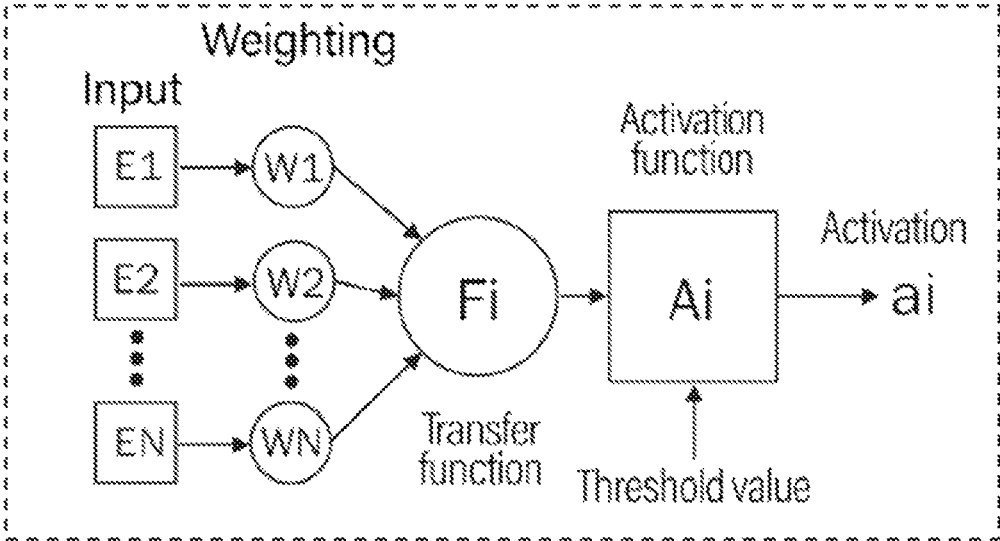 Weighting
Input
Activation
function
E1
W1
Activation
E2
W2
Fi
Ai
ai
EN
WN
Transfer
function
Threshold value